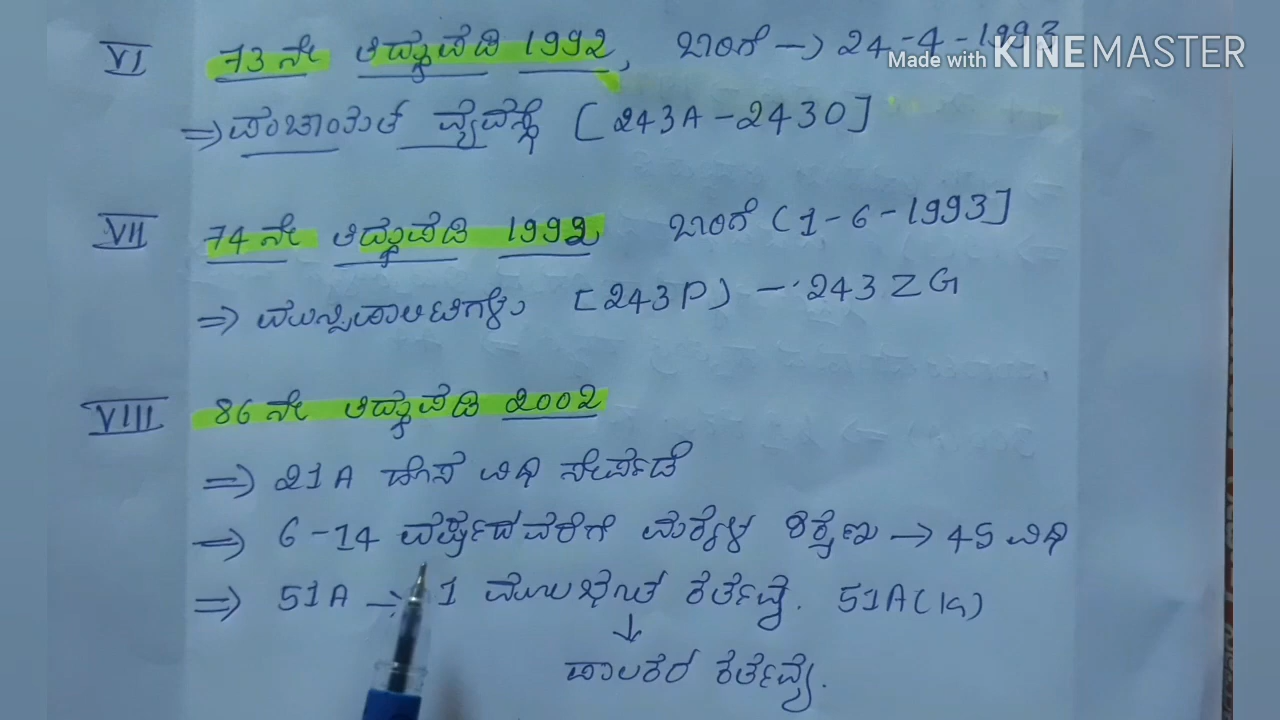 VI 73 ನೇ ತಿದ್ದುಪಡಿ 1992, ಜಾರಿಗೆ → 24-4-1993
Made with KINEMASTER
⇒ ಪಂಚಾಯತ್ ವ್ಯವಸ್ಥೆ [243A - 243O]
VII 74 ನೇ ತಿದ್ದುಪಡಿ 1992 ಜಾರಿಗೆ (1-6-1993]
⇒ ಮುನ್ಸಿಪಾಲಿಟಿಗಳು [243P) - 243 ZG
VIII 86 ನೇ ತಿದ್ದುಪಡಿ 2002
⇒ 21A ಹೊಸ ವಿಧಿ ಸೇರ್ಪಡೆ
⇒ 6-14 ವರ್ಷದವರೆಗೆ ಮಕ್ಕಳ ಶಿಕ್ಷಣ → 45 ವಿಧಿ
⇒ 51A → 1 ಮೂಲಭೂತ ಕರ್ತವ್ಯ. 51A(K)
↓
ಪಾಲಕರ ಕರ್ತವ್ಯ.